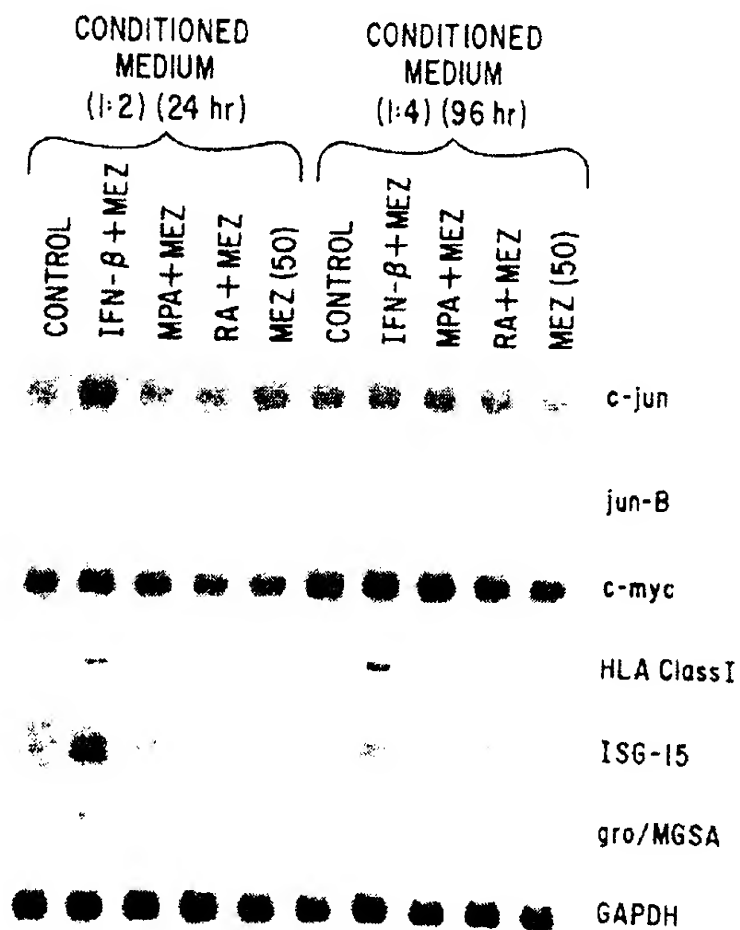 CONDITIONED
MEDIUM
(1:2) (24 hr)
CONDITIONED
MEDIUM
(1:4) (96 hr)
CONTROL
IFN-β+MEZ
MPA+MEZ
RA+MEZ
MEZ (50)
CONTROL
IFN-β+MEZ
MPA+MEZ
RA+MEZ
MEZ (50)
c-jun
jun-B
c-myc
HLA Class I
ISG-15
gro/MGSA
GAPDH